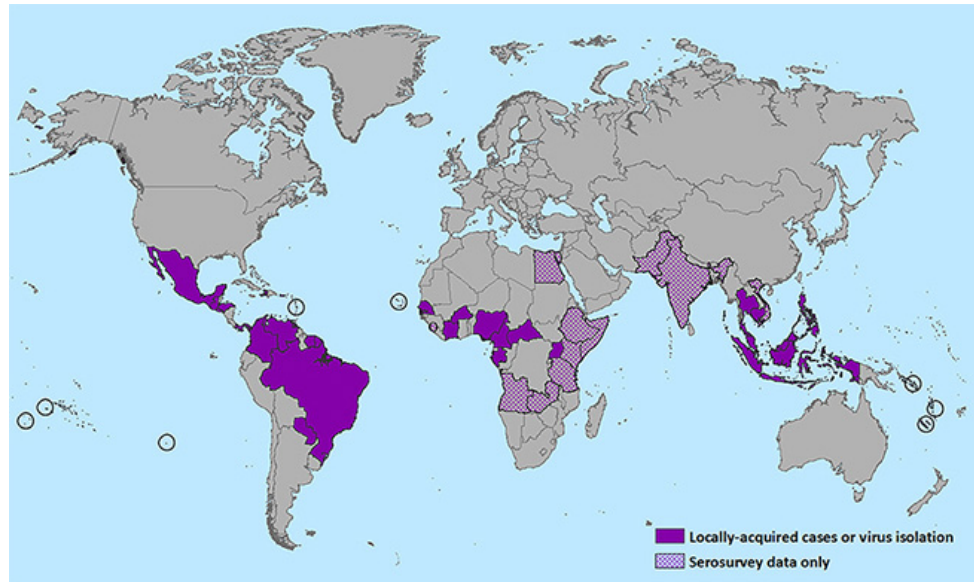 Locally-acquired cases or virus isolation
Serosurvey data only